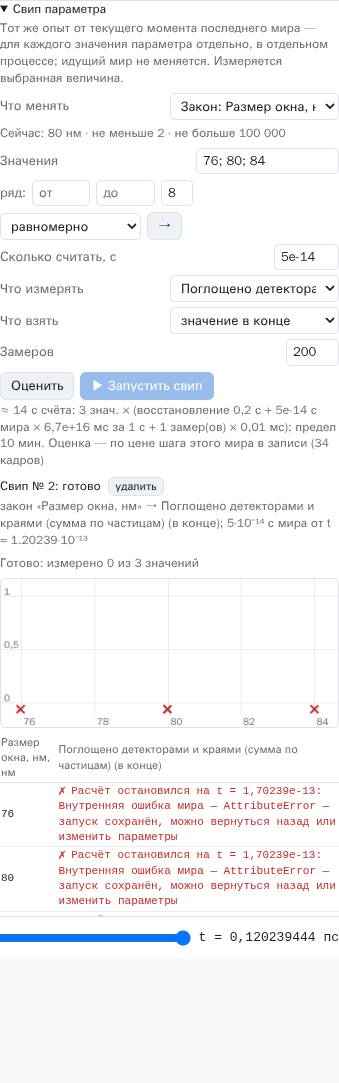 ▼ Свип параметра
Тот же опыт от текущего момента последнего мира —
для каждого значения параметра отдельно, в отдельном
процессе; идущий мир не меняется. Измеряется
выбранная величина.
Что менять
Закон: Размер окна, н
Сейчас: 80 нм · не меньше 2 · не больше 100 000
Значения
76; 80; 84
ряд: от до 8
равномерно →
Сколько считать, с
5e-14
Что измерять
Поглощено детектора
Что взять
значение в конце
Замеров
200
Оценить ▶ Запустить свип
≈ 14 с счёта: 3 знач. × (восстановление 0,2 с + 5e-14 с
мира × 6,7e+16 мс за 1 с + 1 замер(ов) × 0,01 мс); предел
10 мин. Оценка — по цене шага этого мира в записи (34
кадров)
Свип № 2: готово удалить
закон «Размер окна, нм» → Поглощено детекторами и
краями (сумма по частицам) (в конце); 5·10⁻¹⁴ с мира от t
= 1.20239·10⁻¹³
Готово: измерено 0 из 3 значений
1
0,5
0
76 78 80 82 84
Размер
окна, нм,
нм
Поглощено детекторами и краями (сумма по
частицам) (в конце)
76
✗ Расчёт остановился на t = 1,70239e-13:
Внутренняя ошибка мира — AttributeError —
запуск сохранён, можно вернуться назад или
изменить параметры
80
✗ Расчёт остановился на t = 1,70239e-13:
Внутренняя ошибка мира — AttributeError —
запуск сохранён, можно вернуться назад или
изменить параметры
t = 0,120239444 пс